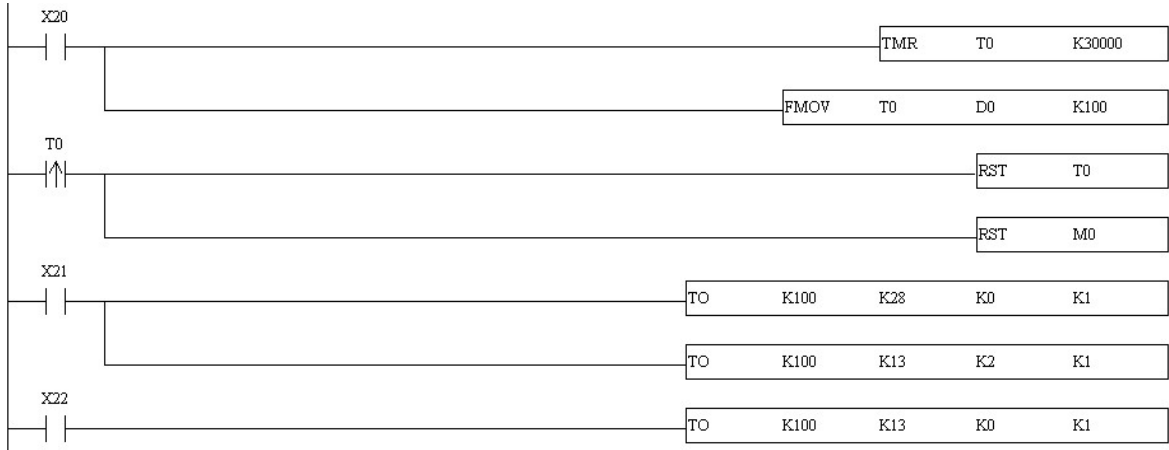 X20
TMR T0 K30000
FMOV T0 D0 K100
T0
RST T0
RST M0
X21
TO K100 K28 K0 K1
TO K100 K13 K2 K1
X22
TO K100 K13 K0 K1